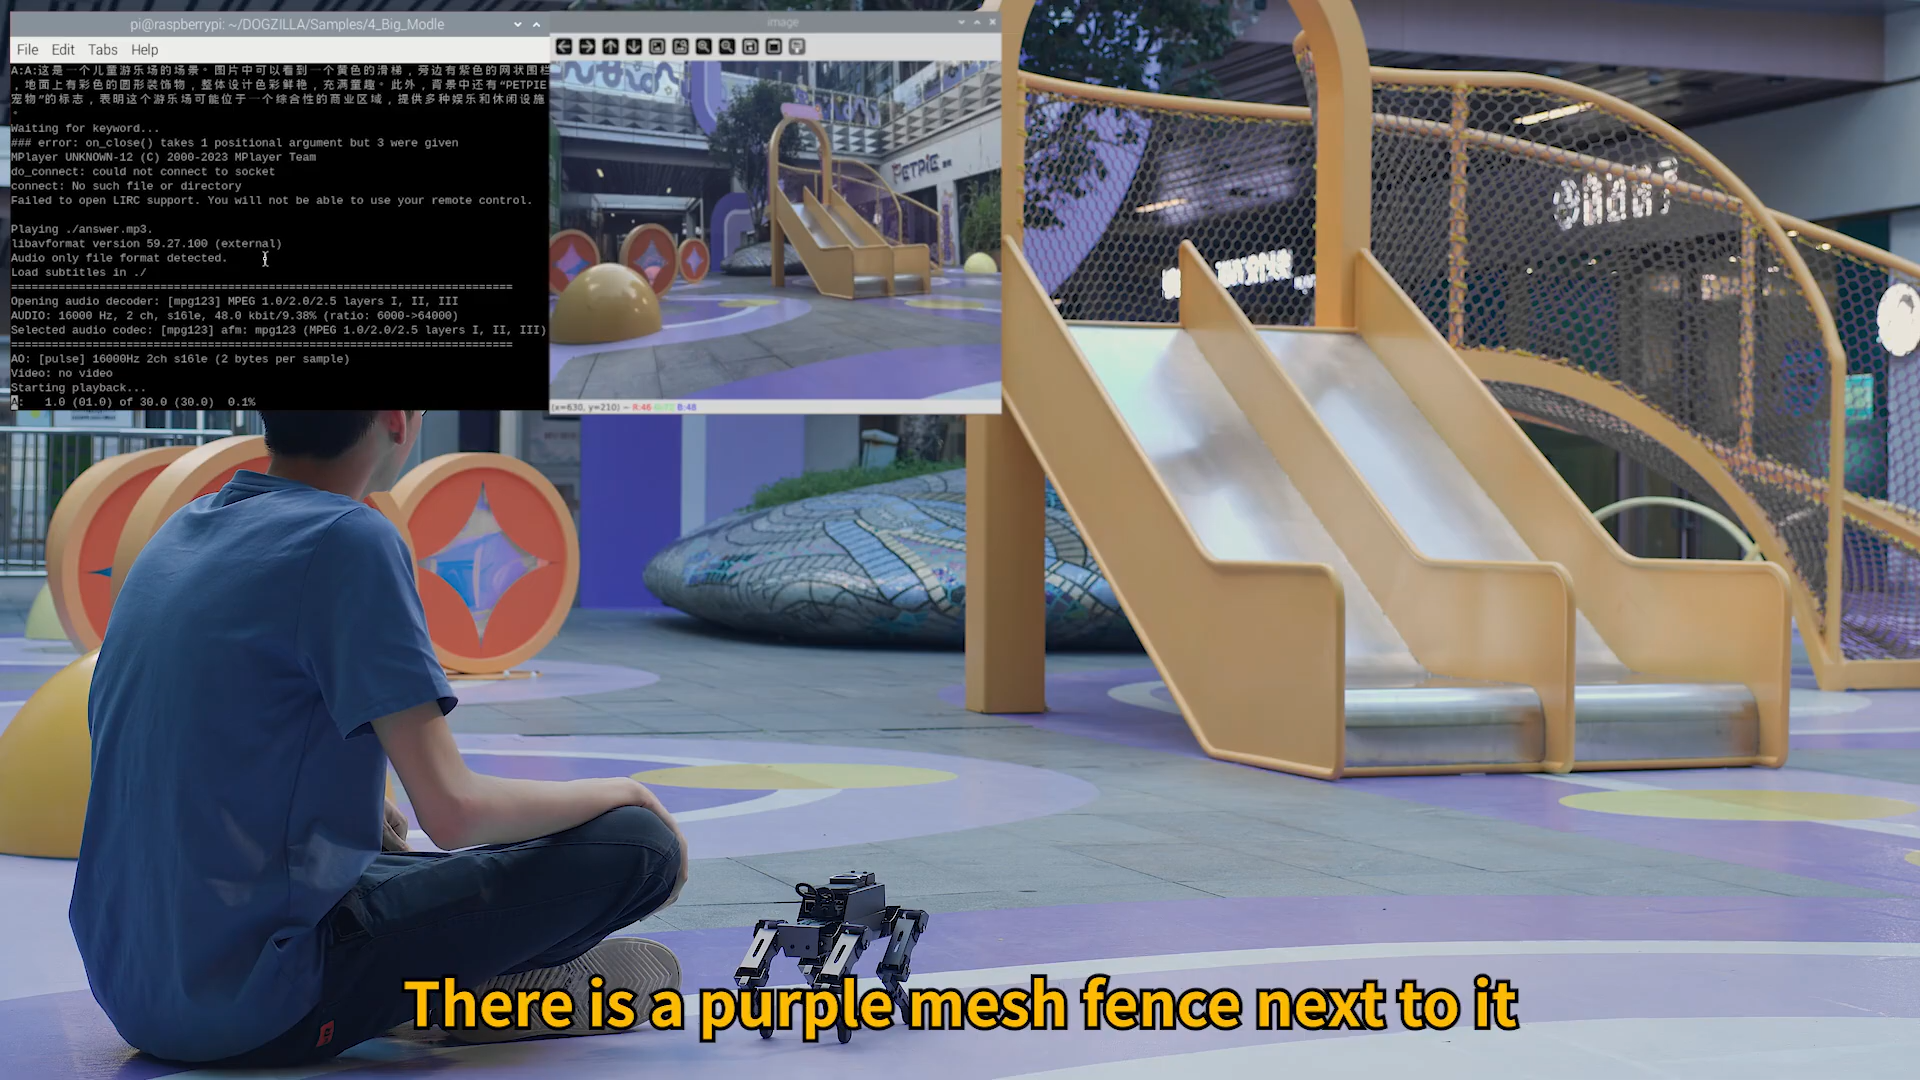 pi@raspberrypi: ~/DOGZILLA/Samples/4_Big_Modle
File Edit Tabs Help
A:A:这是一个儿童游乐场的场景。图片中可以看到一个黄色的滑梯，旁边有紫色的网状围栏
，地面上有彩色的圆形装饰物，整体设计色彩鲜艳，充满童趣。此外，背景中还有“PETPIE
宠物”的标志，表明这个游乐场可能位于一个综合性的商业区域，提供多种娱乐和休闲设施
。
Waiting for keyword...
### error: on_close() takes 1 positional argument but 3 were given
MPlayer UNKNOWN-12 (C) 2000-2023 MPlayer Team
do_connect: could not connect to socket
connect: No such file or directory
Failed to open LIRC support. You will not be able to use your remote control.
Playing ./answer.mp3.
libavformat version 59.27.100 (external)
Audio only file format detected.
Load subtitles in ./
==========================================================================
Opening audio decoder: [mpg123] MPEG 1.0/2.0/2.5 layers I, II, III
AUDIO: 16000 Hz, 2 ch, s16le, 48.0 kbit/9.38% (ratio: 6000->64000)
Selected audio codec: [mpg123] afm: mpg123 (MPEG 1.0/2.0/2.5 layers I, II, III)
==========================================================================
AO: [pulse] 16000Hz 2ch s16le (2 bytes per sample)
Video: no video
Starting playback...
A: 1.0 (01.0) of 30.0 (30.0) 0.1%
image
PETPIE
(x=630, y=210) ~ R:46 B:48
There is a purple mesh fence next to it